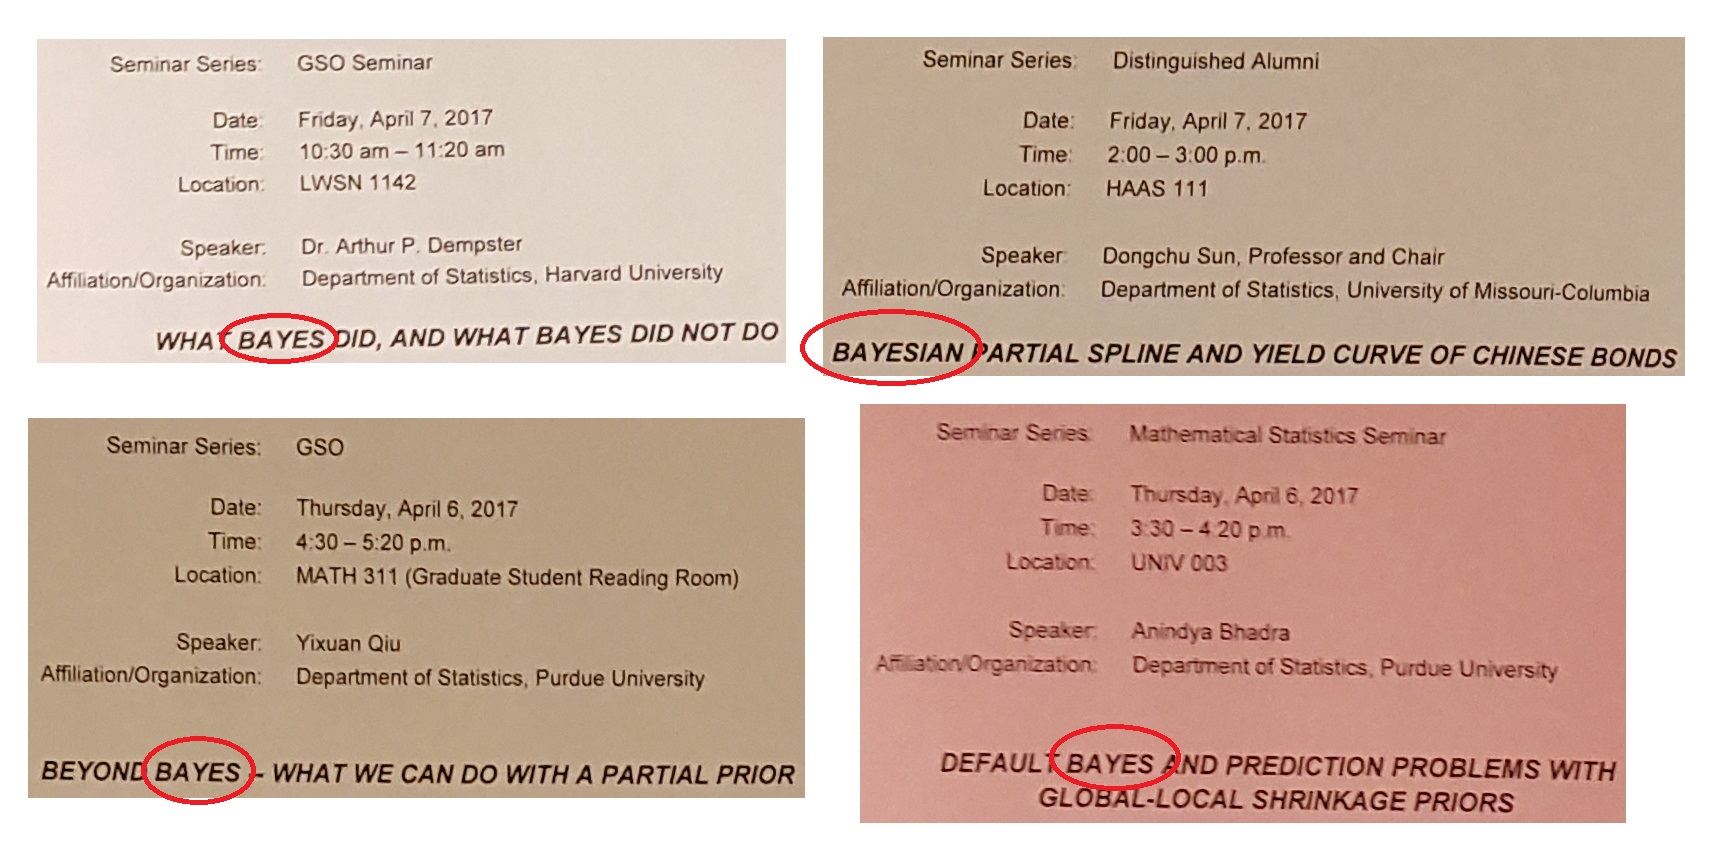 Seminar Series: GSO Seminar
Date: Friday, April 7, 2017
Time: 10:30 am – 11:20 am
Location: LWSN 1142
Speaker: Dr. Arthur P. Dempster
Affiliation/Organization: Department of Statistics, Harvard University
WHAT BAYES DID, AND WHAT BAYES DID NOT DO
Seminar Series: Distinguished Alumni
Date: Friday, April 7, 2017
Time: 2:00 – 3:00 p.m.
Location: HAAS 111
Speaker: Dongchu Sun, Professor and Chair
Affiliation/Organization: Department of Statistics, University of Missouri-Columbia
BAYESIAN PARTIAL SPLINE AND YIELD CURVE OF CHINESE BONDS
Seminar Series: GSO
Date: Thursday, April 6, 2017
Time: 4:30 – 5:20 p.m.
Location: MATH 311 (Graduate Student Reading Room)
Speaker: Yixuan Qiu
Affiliation/Organization: Department of Statistics, Purdue University
BEYOND BAYES – WHAT WE CAN DO WITH A PARTIAL PRIOR
Seminar Series: Mathematical Statistics Seminar
Date: Thursday, April 6, 2017
Time: 3:30 – 4:20 p.m.
Location: UNIV 003
Speaker: Anindya Bhadra
Affiliation/Organization: Department of Statistics, Purdue University
DEFAULT BAYES AND PREDICTION PROBLEMS WITH
GLOBAL-LOCAL SHRINKAGE PRIORS